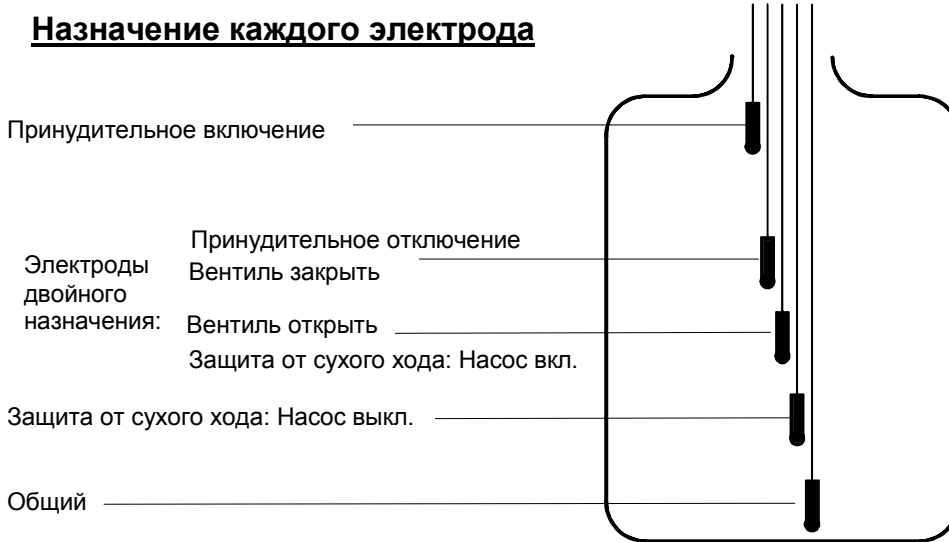 Назначение каждого электрода
Принудительное включение
Электроды
двойного
назначения:
Принудительное отключение
Вентиль закрыть
Вентиль открыть
Защита от сухого хода: Насос вкл.
Защита от сухого хода: Насос выкл.
Общий